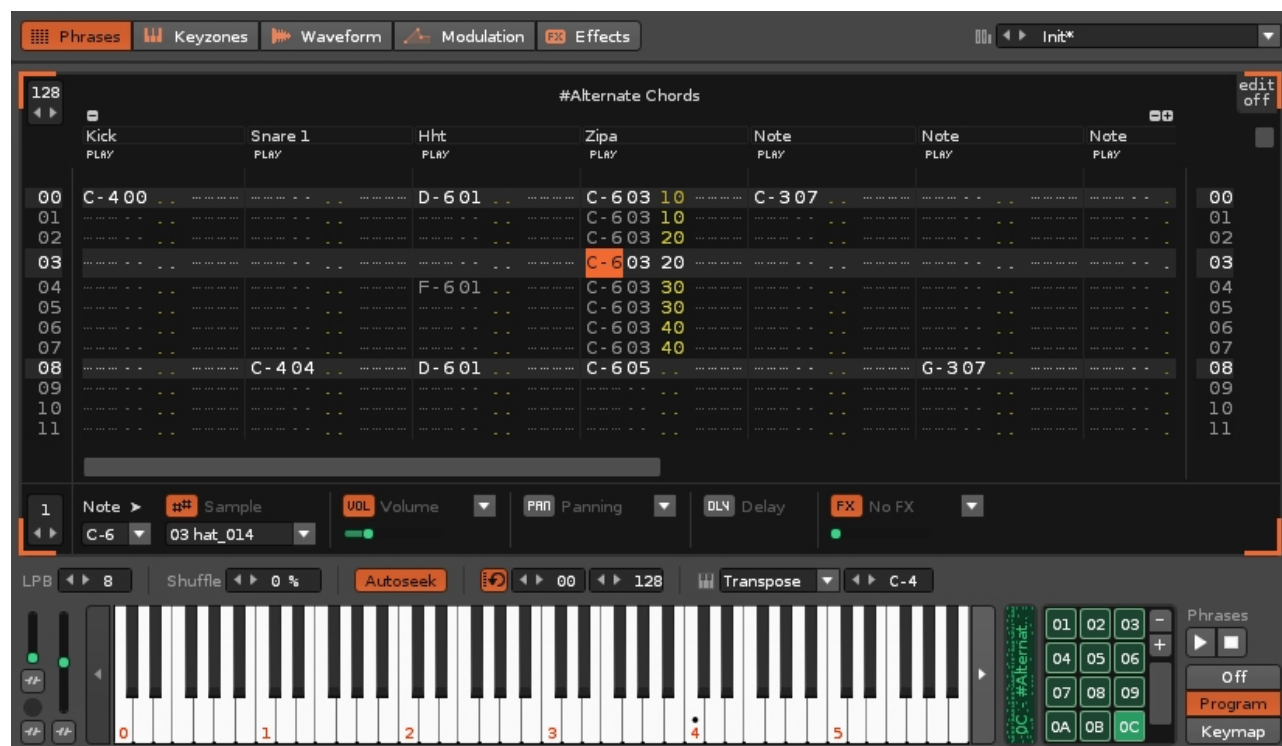 Phrases Keyzones Waveform Modulation FX Effects Init*
128 #Alternate Chords edit
off
Kick Snare 1 Hht Zipa Note Note Note
PLAY PLAY PLAY PLAY PLAY PLAY PLAY
00 C-400 D-601 C-603 10 C-307 00
01 C-603 10 01
02 C-603 20 02
03 C-603 20 03
04 F-601 C-603 30 04
05 C-603 30 05
06 C-603 40 06
07 C-603 40 07
08 C-404 D-601 C-605 G-307 08
09 09
10 10
11 11
1 Note ➤ ## Sample VOL Volume PAN Panning DLY Delay FX No FX
C-6 03 hat_014
LPB 8 Shuffle 0 % Autoseek 00 128 Transpose C-4
0C - #Alternat..
01 02 03 - Phrases
+
04 05 06
07 08 09 Off
Program
0A 0B 0C Keymap
0 1 2 3 4 5